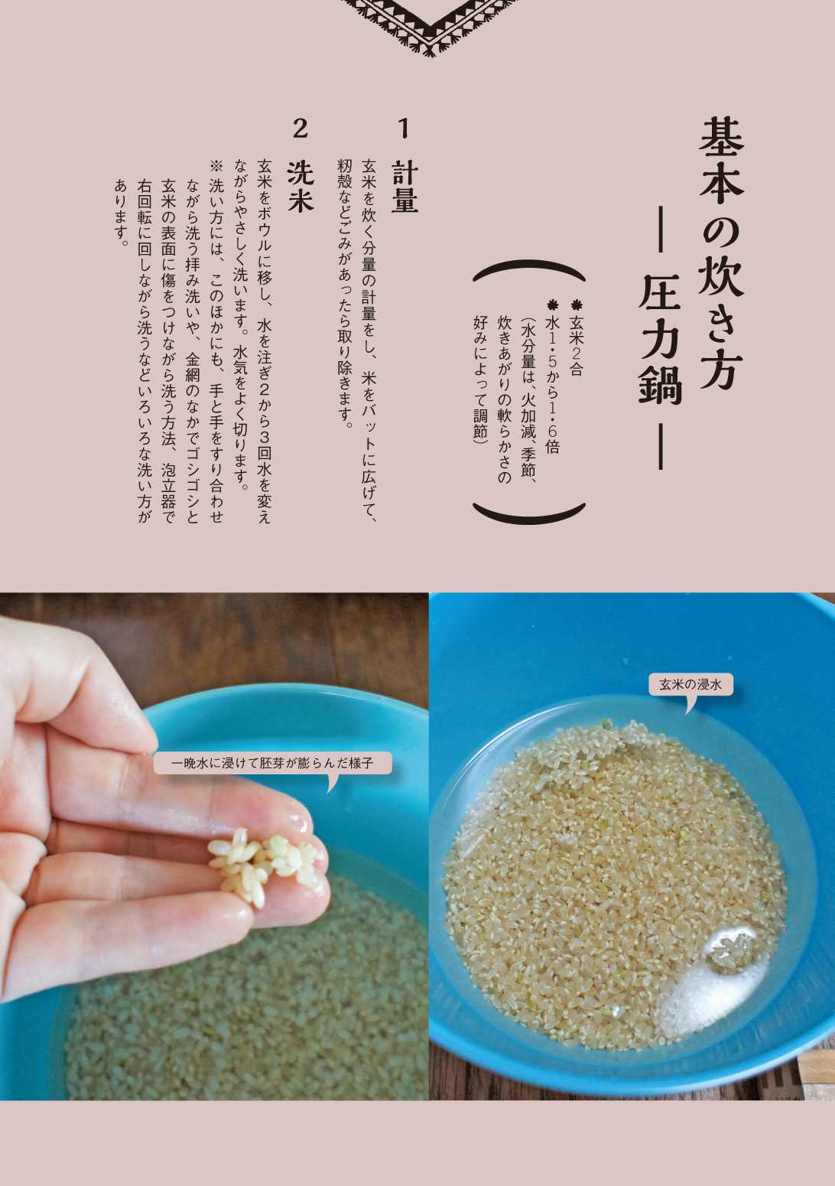 基本の炊き方
― 圧力鍋 ―
玄米2合
水1・5から1・6倍
(水分量は、火加減、季節、
炊きあがりの軟らかさの
好みによって調節)
1 計量
玄米を炊く分量の計量をし、米をバットに広げて、
籾殻などごみがあったら取り除きます。
2 洗米
玄米をボウルに移し、水を注ぎ2から3回水を変え
ながらやさしく洗います。水気をよく切ります。
※ 洗い方には、このほかにも、手と手をすり合わせ
ながら洗う拝み洗いや、金網のなかでゴシゴシと
玄米の表面に傷をつけながら洗う方法、泡立器で
右回転に回しながら洗うなどいろいろな洗い方が
あります。
玄米の浸水
一晩水に浸けて胚芽が膨らんだ様子